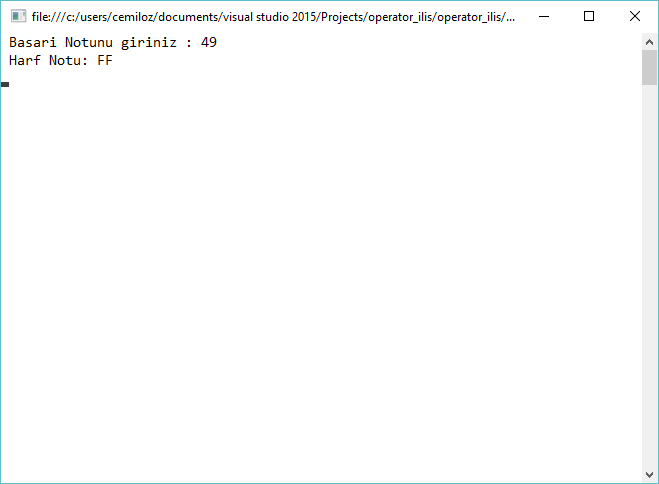 file:///c:/users/cemiloz/documents/visual studio 2015/Projects/operator_ilis/operator_ilis/...
Basari Notunu giriniz : 49
Harf Notu: FF